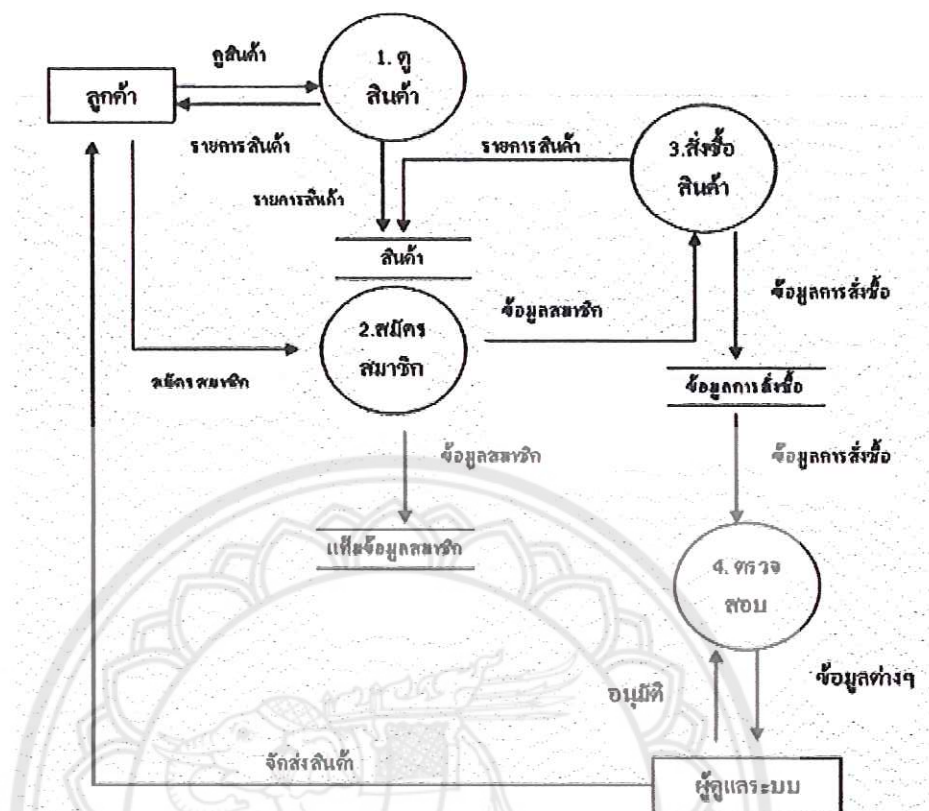 ดูสินค้า
1. ดู
สินค้า
ลูกค้า
รายการสินค้า
รายการสินค้า
3.สั่งซื้อ
สินค้า
รายการสินค้า
สินค้า
ข้อมูลการสั่งซื้อ
2.สมัคร
สมาชิก
ข้อมูลสมาชิก
สมัครสมาชิก
ข้อมูลการสั่งซื้อ
ข้อมูลสมาชิก
ข้อมูลการสั่งซื้อ
แฟ้มข้อมูลสมาชิก
4. ตรวจ
สอบ
อนุมัติ
ข้อมูลต่างๆ
จัดส่งสินค้า
ผู้ดูแลระบบ